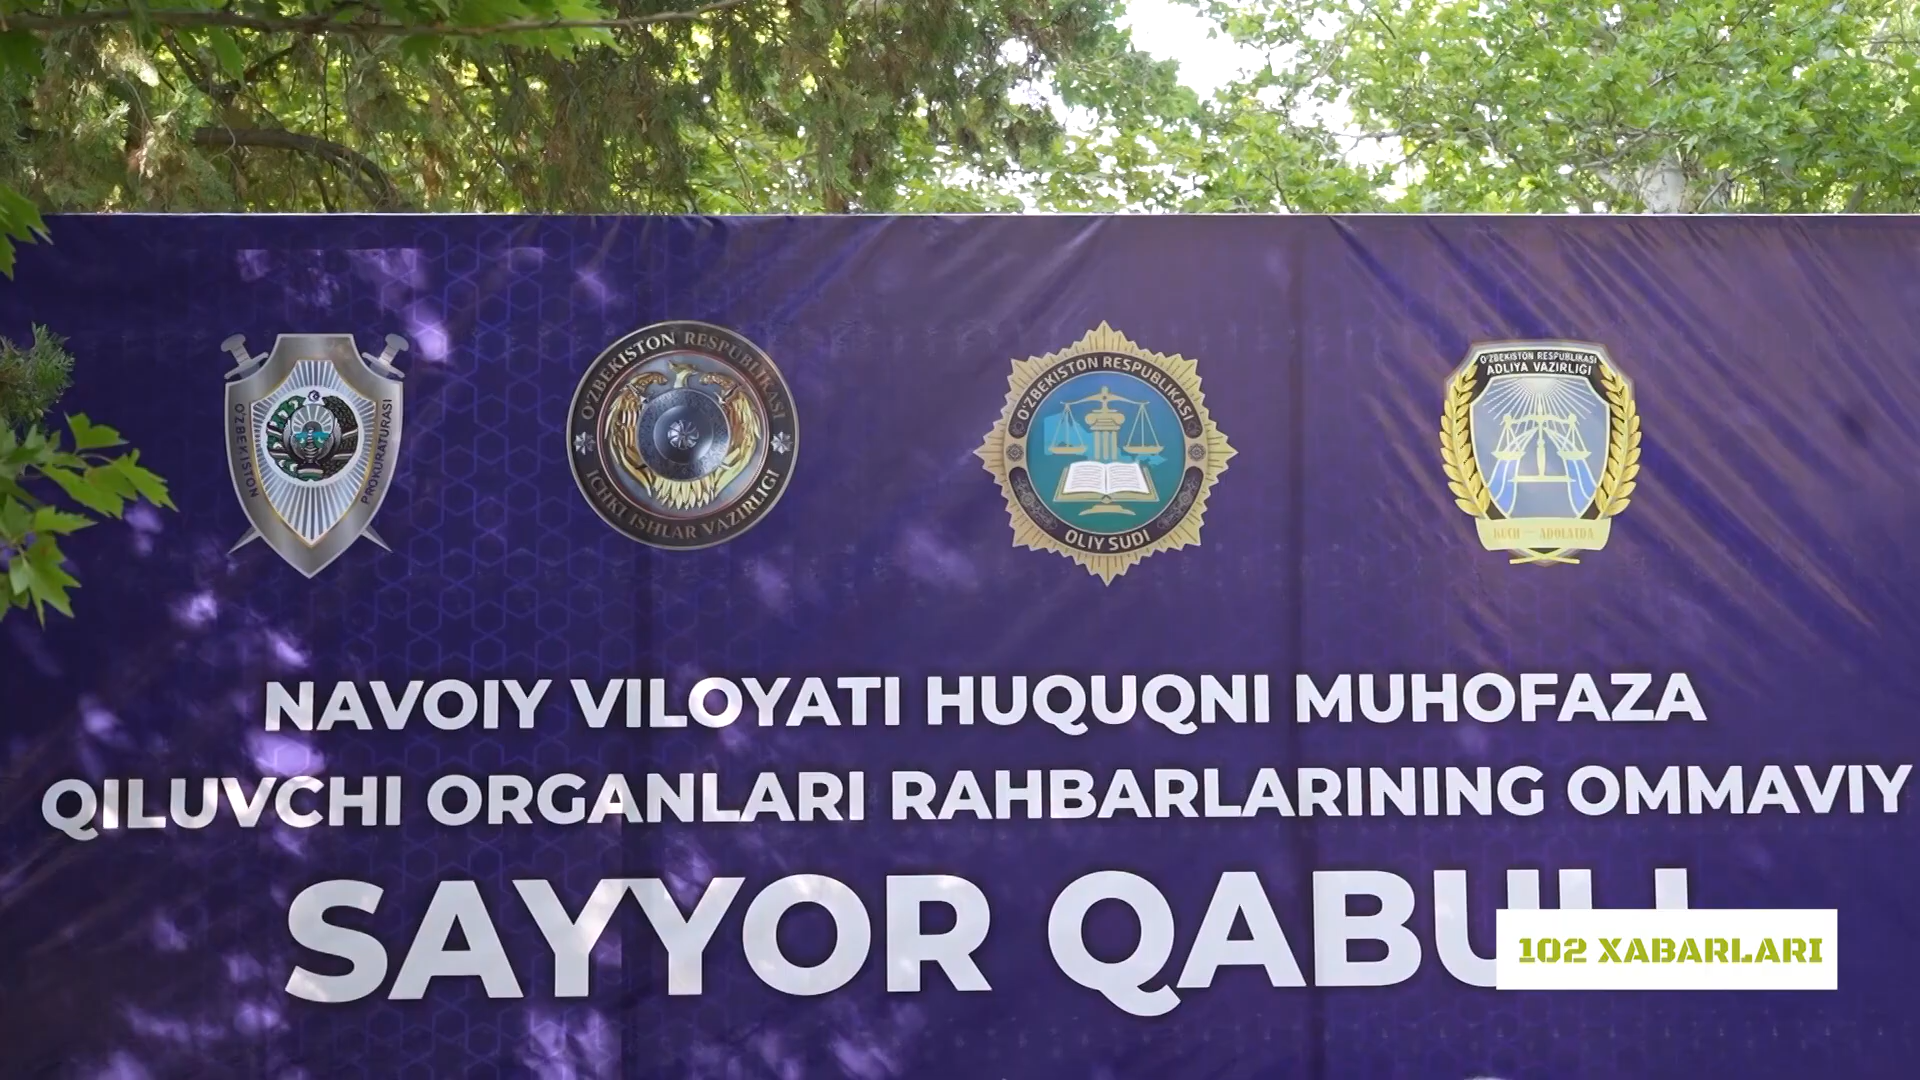 O'ZBEKISTON PROKURATURASI
O'ZBEKISTON RESPUBLIKASI
ICHKI ISHLAR VAZIRLIGI
O'ZBEKISTON RESPUBLIKASI
OLIY SUDI
O'ZBEKISTON RESPUBLIKASI
ADLIYA VAZIRLIGI
KUCH — ADOLATDA
NAVOIY VILOYATI HUQUQNI MUHOFAZA
QILUVCHI ORGANLARI RAHBARLARINING OMMAVIY
SAYYOR
102 XABARLARI